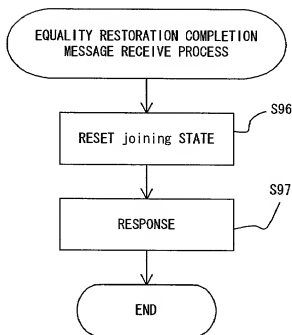 EQUALITY RESTORATION COMPLETION
MESSAGE RECEIVE PROCESS
S96
RESET joining STATE
S97
RESPONSE
END